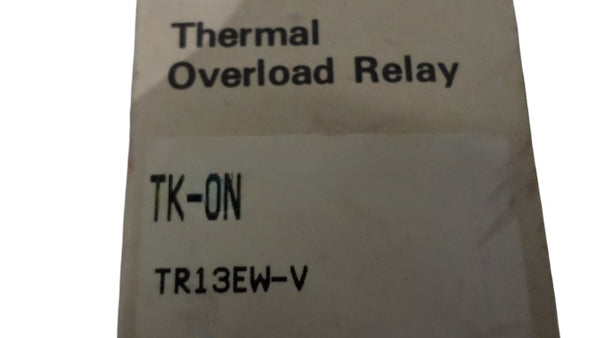 Thermal
Overload Relay
TK-0N
TR13EW-V